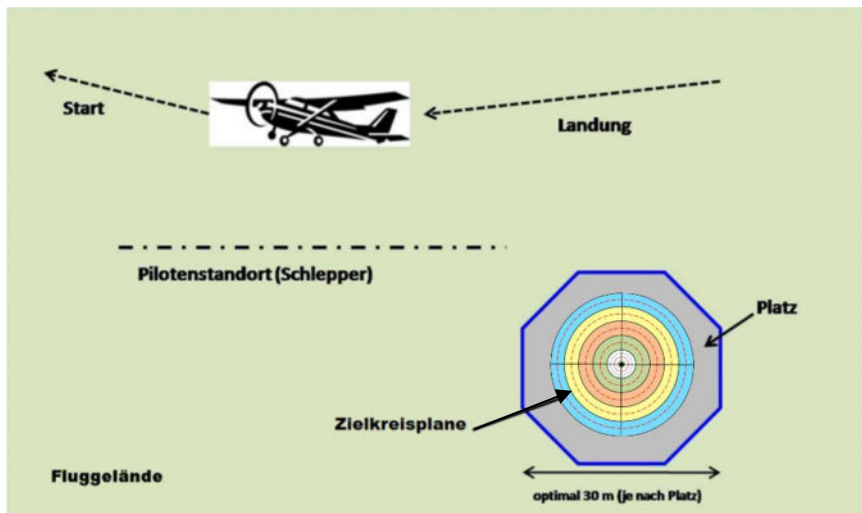 Start
Landung
Pilotenstandort (Schlepper)
Platz
Zielkreisplane
Fluggelände
optimal 30 m (je nach Platz)